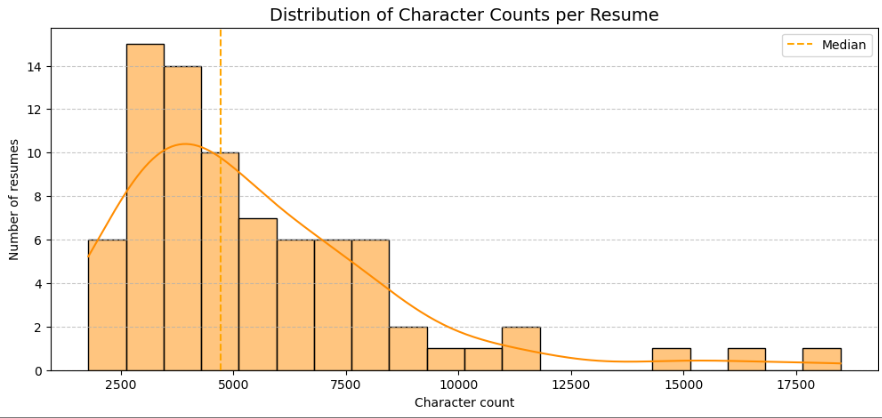 Distribution of Character Counts per Resume
Median
14
12
10
8
6
4
2
0
Number of resumes
2500 5000 7500 10000 12500 15000 17500
Character count